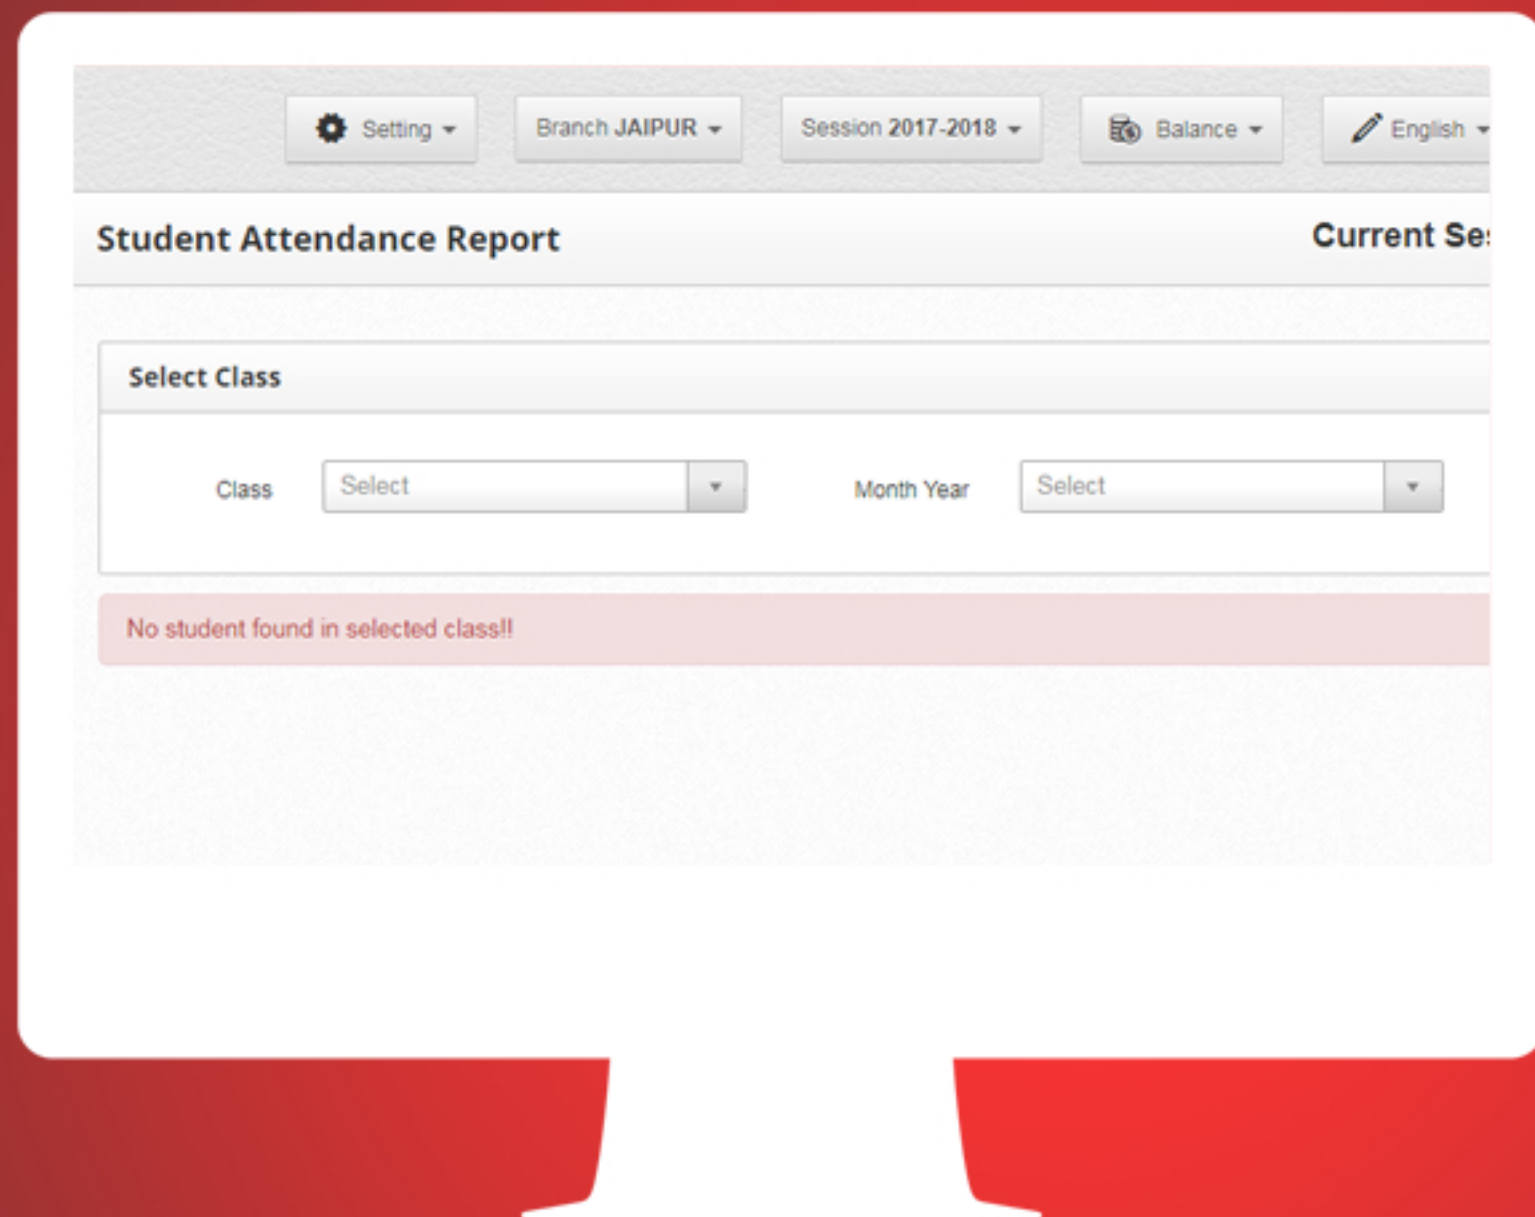 Setting Branch JAIPUR Session 2017-2018 Balance English
Student Attendance Report Current
Select Class
Class Select Month Year Select
No student found in selected class!!